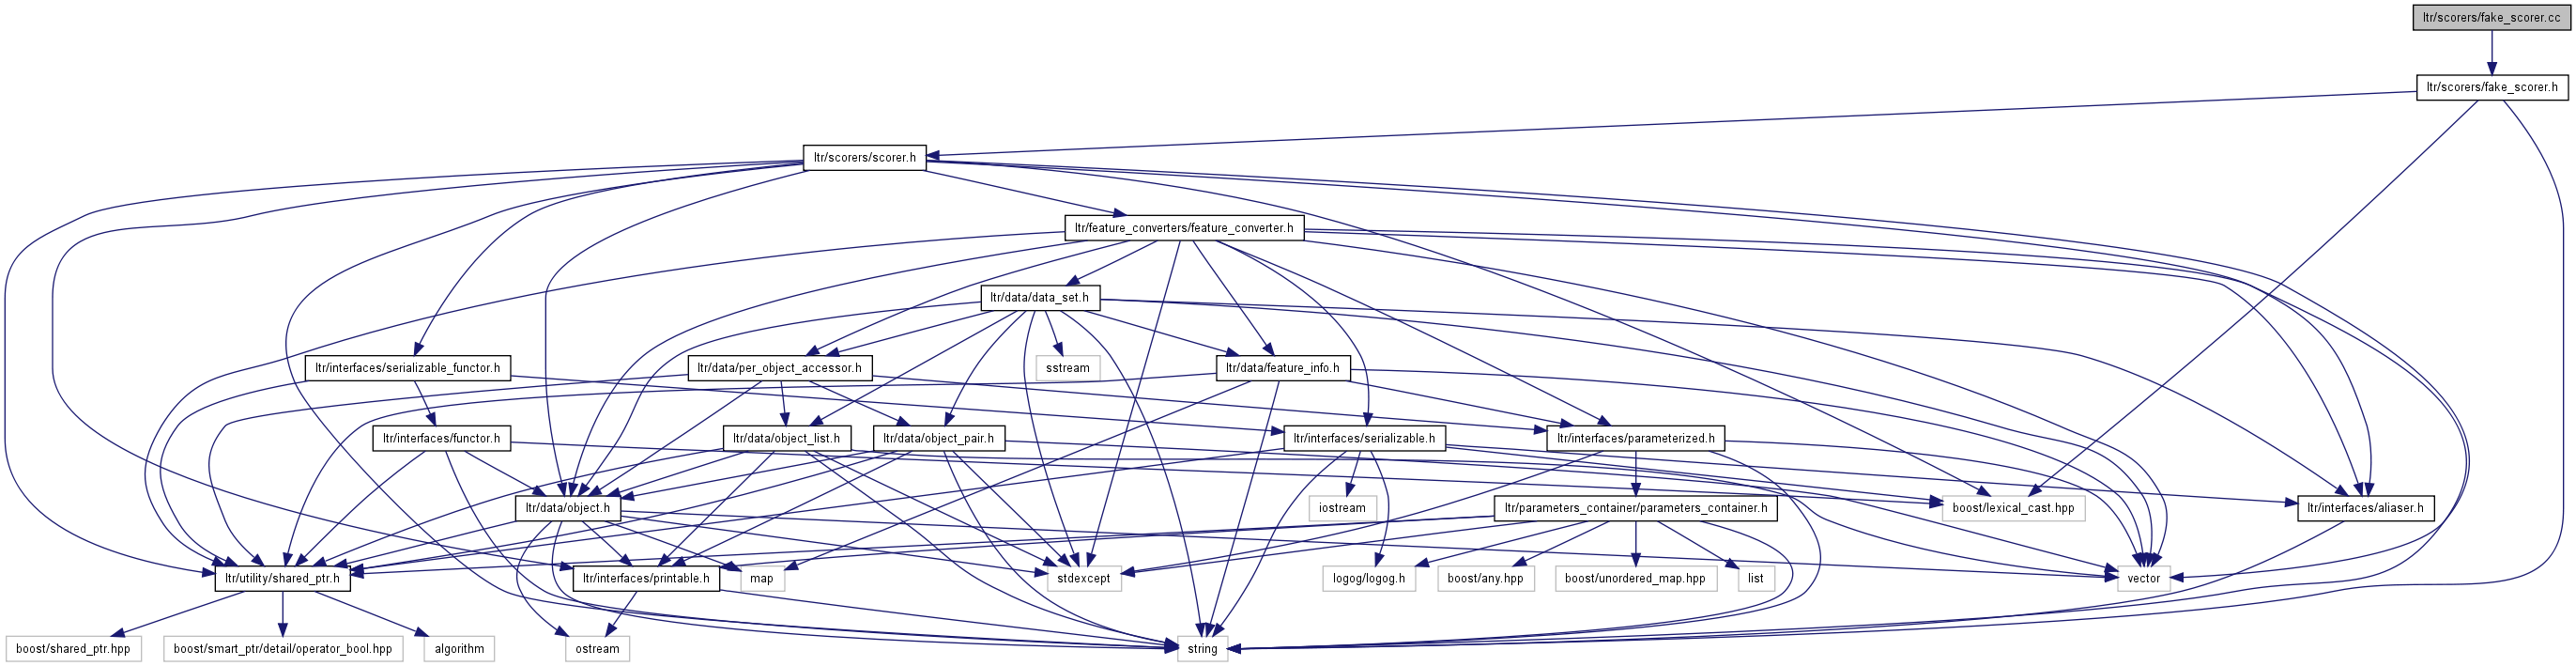 ltr/scorers/fake_scorer.cc
ltr/scorers/fake_scorer.h
ltr/scorers/scorer.h
ltr/feature_converters/feature_converter.h
ltr/data/data_set.h
ltr/interfaces/serializable_functor.h
ltr/data/per_object_accessor.h
sstream
ltr/data/feature_info.h
ltr/interfaces/functor.h
ltr/data/object_list.h
ltr/data/object_pair.h
ltr/interfaces/serializable.h
ltr/interfaces/parameterized.h
ltr/data/object.h
iostream
ltr/parameters_container/parameters_container.h
boost/lexical_cast.hpp
ltr/interfaces/aliaser.h
ltr/utility/shared_ptr.h
ltr/interfaces/printable.h
map
stdexcept
logog/logog.h
boost/any.hpp
boost/unordered_map.hpp
list
vector
boost/shared_ptr.hpp
boost/smart_ptr/detail/operator_bool.hpp
algorithm
ostream
string